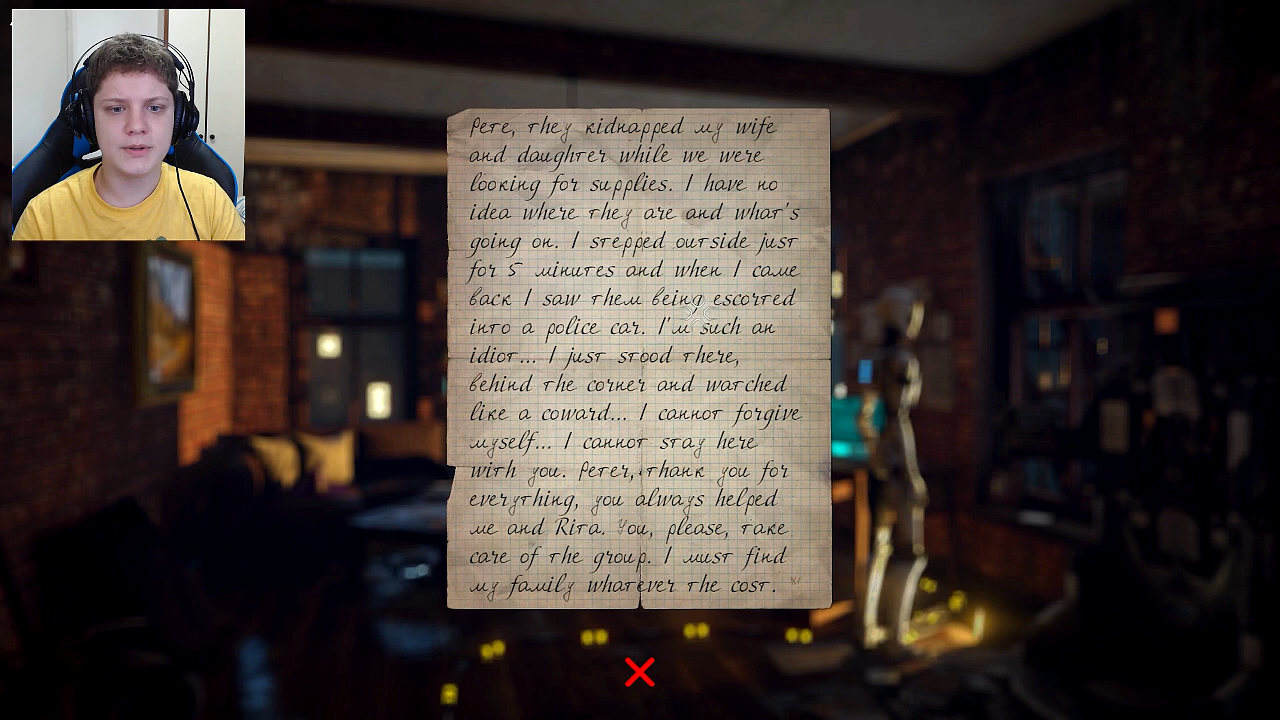 Pete, they kidnapped my wife
and daughter while we were
looking for supplies. I have no
idea where they are and what's
going on. I stepped outside just
for 5 minutes and when I came
back I saw them being escorted
into a police car. I'm such an
idiot... I just stood there,
behind the corner and watched
like a coward... I cannot forgive
myself... I cannot stay here
with you. Peter, thank you for
everything, you always helped
me and Rita. You, please, take
care of the group. I must find
my family whatever the cost.